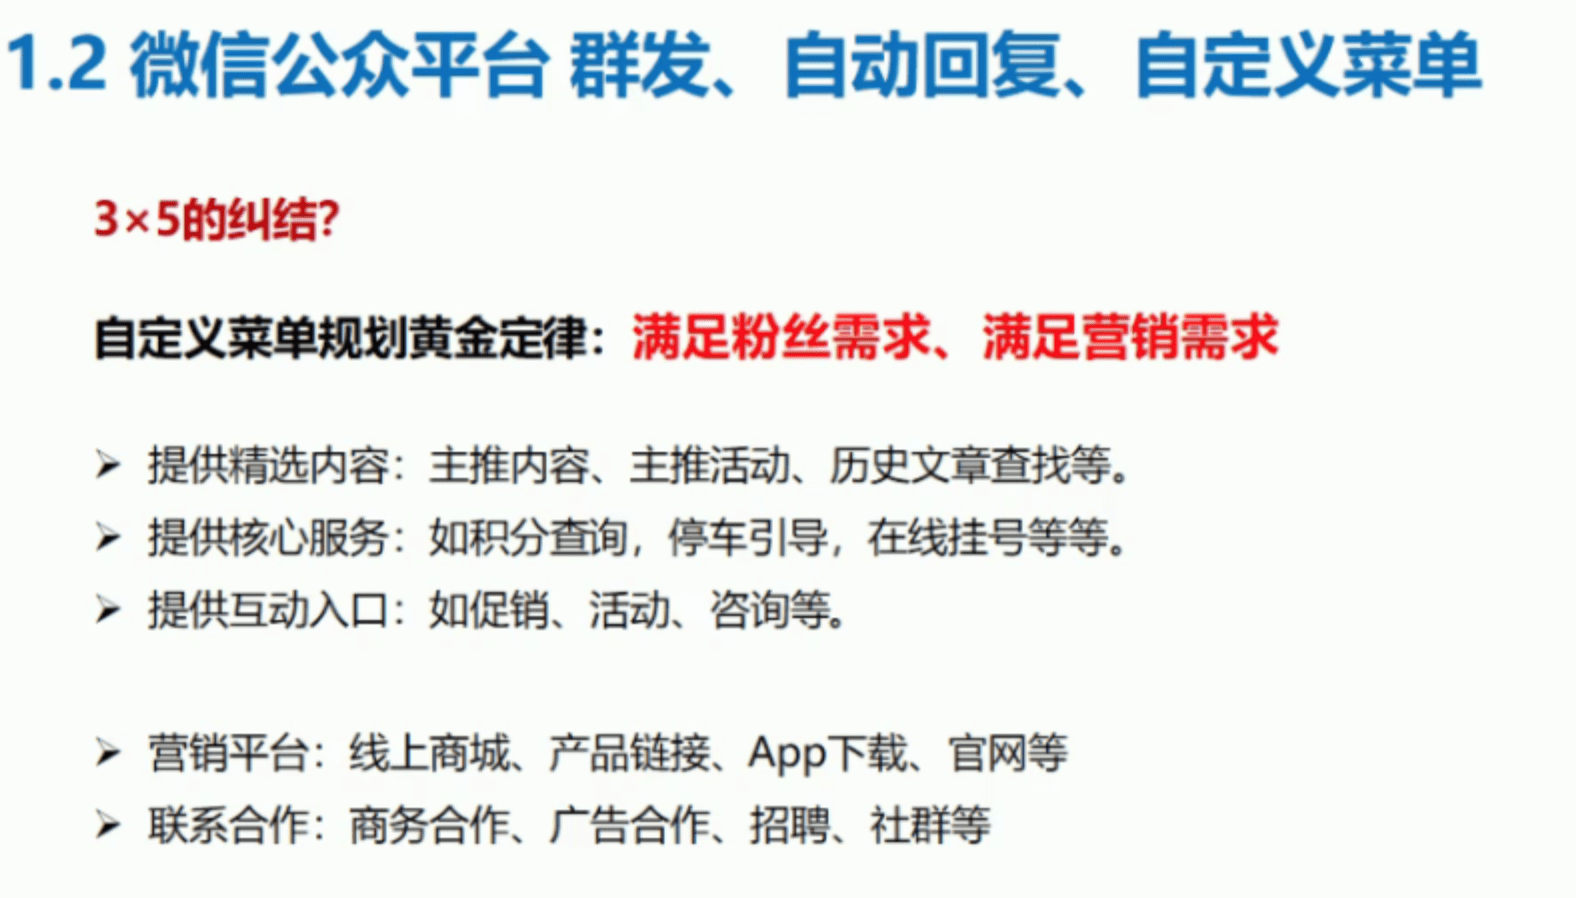 1.2 微信公众平台 群发、自动回复、自定义菜单
3×5的纠结?
自定义菜单规划黄金定律：满足粉丝需求、满足营销需求
➢ 提供精选内容：主推内容、主推活动、历史文章查找等。
➢ 提供核心服务：如积分查询，停车引导，在线挂号等等。
➢ 提供互动入口：如促销、活动、咨询等。
➢ 营销平台：线上商城、产品链接、App下载、官网等
➢ 联系合作：商务合作、广告合作、招聘、社群等